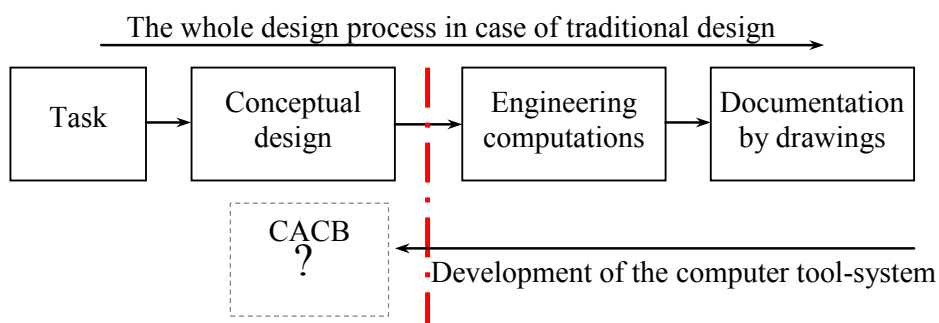 The whole design process in case of traditional design
Task
Conceptual
design
Engineering
computations
Documentation
by drawings
CACB
?
Development of the computer tool-system